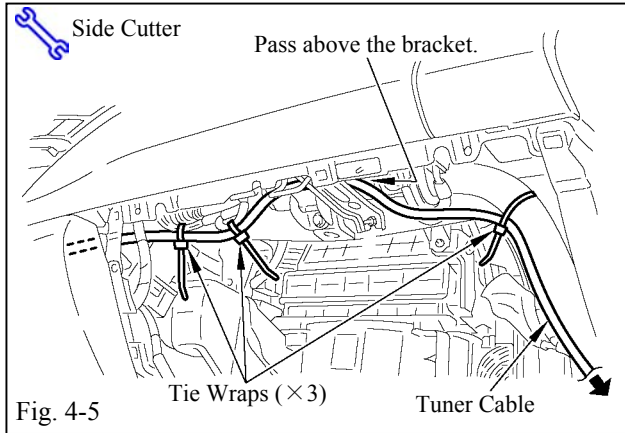 Side Cutter
Pass above the bracket.
Tie Wraps (×3)
Tuner Cable
Fig. 4-5